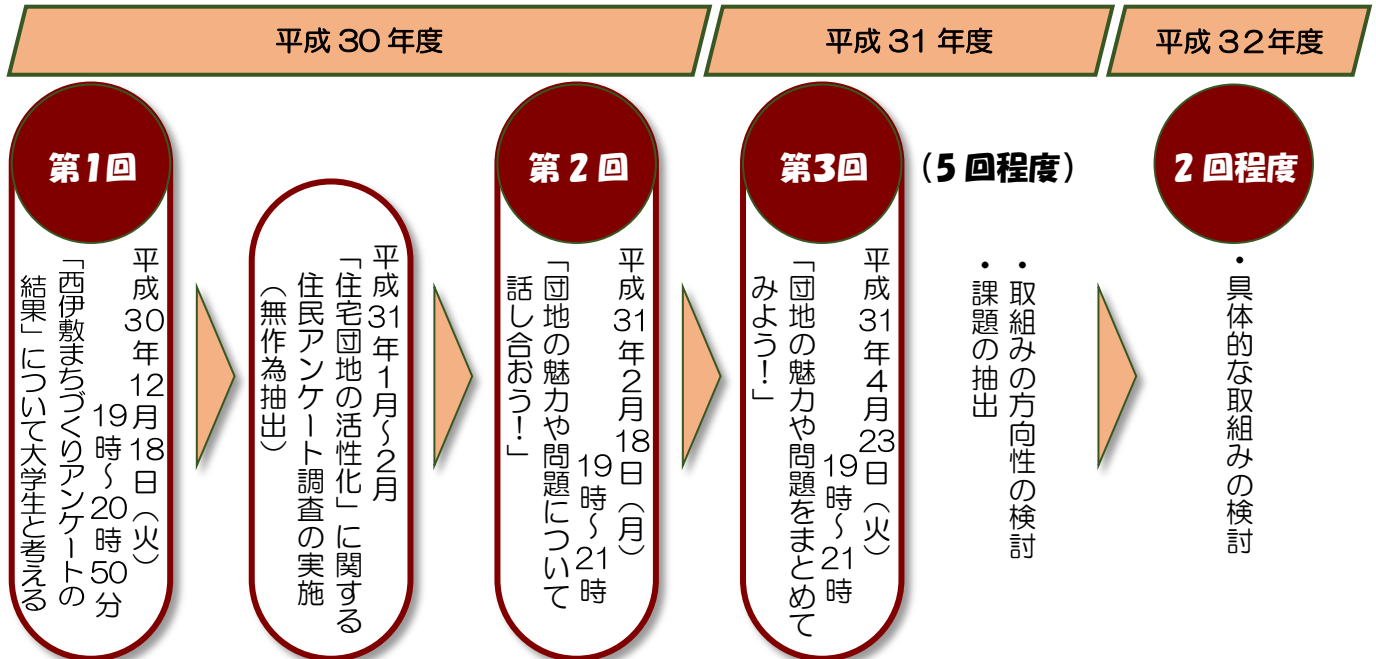 平成30年度
平成31年度
平成32年度
第1回
平成30年12月18日（火）
19時～20時50分
「西伊敷まちづくりアンケートの
結果」について大学生と考える
平成31年1月～2月
「住宅団地の活性化」に関する
住民アンケート調査の実施
（無作為抽出）
第2回
平成31年2月18日（月）
19時～21時
「団地の魅力や問題について
話し合おう！」
第3回
平成31年4月23日（火）
19時～21時
「団地の魅力や問題をまとめて
みよう！」
（5回程度）
・取組みの方向性の検討
・課題の抽出
2回程度
・具体的な取組みの検討